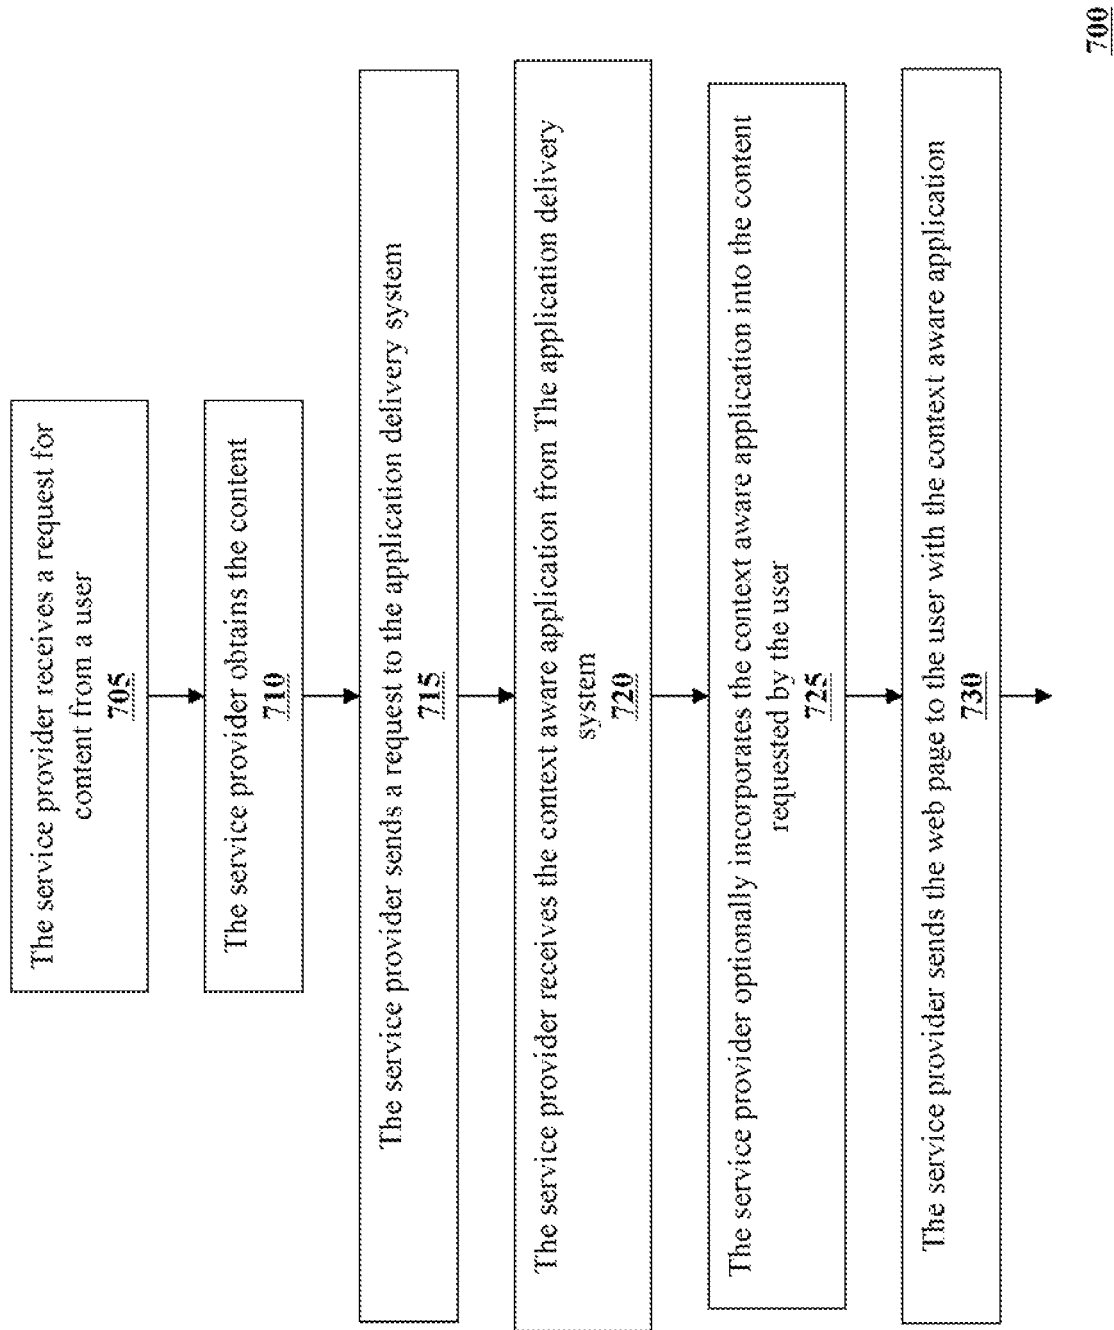 The service provider receives a request for
content from a user
705
The service provider obtains the content
710
The service provider sends a request to the application delivery system
715
The service provider receives the context aware application from The application delivery
system
720
The service provider optionally incorporates the context aware application into the content
requested by the user
725
The service provider sends the web page to the user with the context aware application
730
700